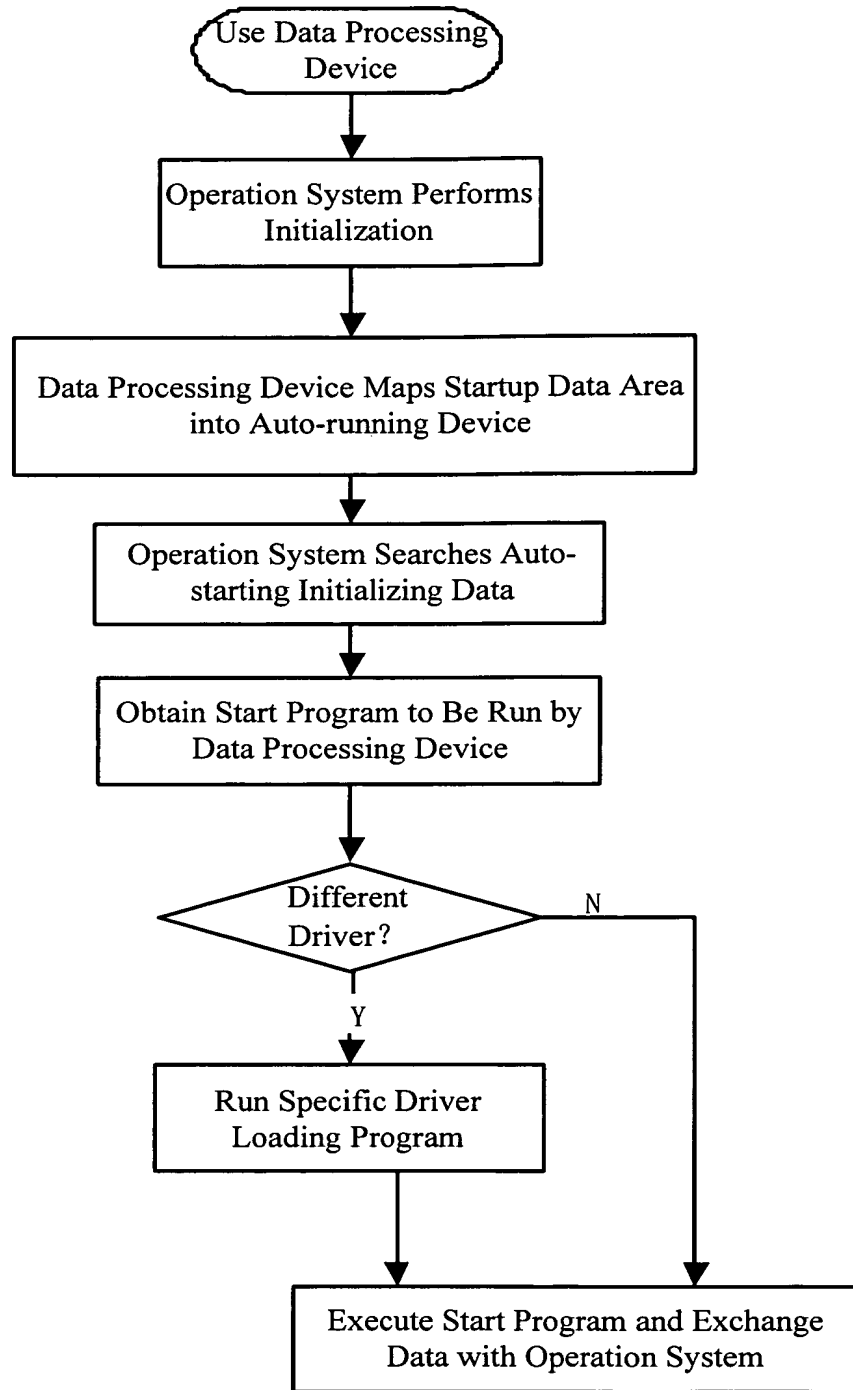 Use Data Processing
Device
Operation System Performs
Initialization
Data Processing Device Maps Startup Data Area
into Auto-running Device
Operation System Searches Auto-
starting Initializing Data
Obtain Start Program to Be Run by
Data Processing Device
Different
Driver?
N
Y
Run Specific Driver
Loading Program
Execute Start Program and Exchange
Data with Operation System